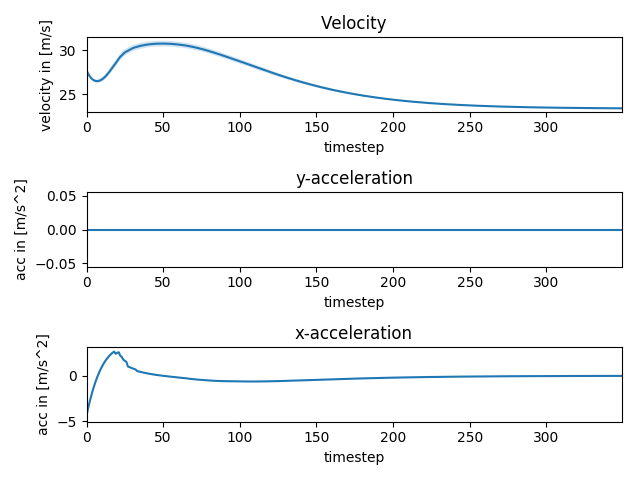 Velocity
velocity in [m/s]
30
25
0 50 100 150 200 250 300
timestep
y-acceleration
acc in [m/s^2]
0.05
0.00
−0.05
0 50 100 150 200 250 300
timestep
x-acceleration
acc in [m/s^2]
0
−5
0 50 100 150 200 250 300
timestep